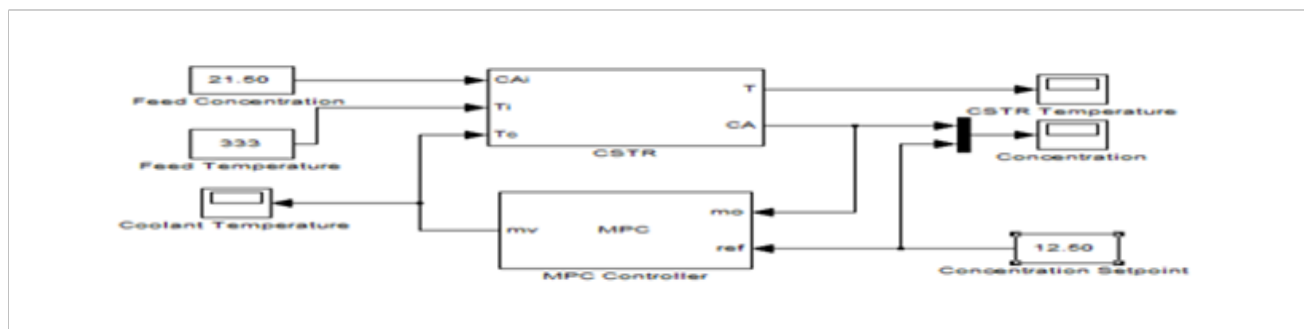 21.50
Feed Concentration
333
Feed Temperature
Coolant Temperature
CAi
Ti
Tc
T
CA
CSTR
CSTR Temperature
Concentration
mv
MPC
mo
ref
MPC Controller
12.50
Concentration Setpoint